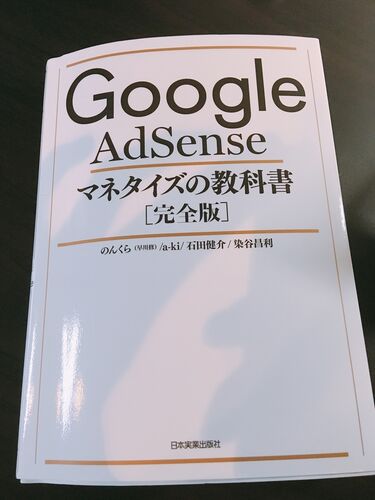 Google
AdSense
マネタイズの教科書
[完全版]
のんくら（早川修）/a-ki/石田健介/染谷昌利
日本実業出版社